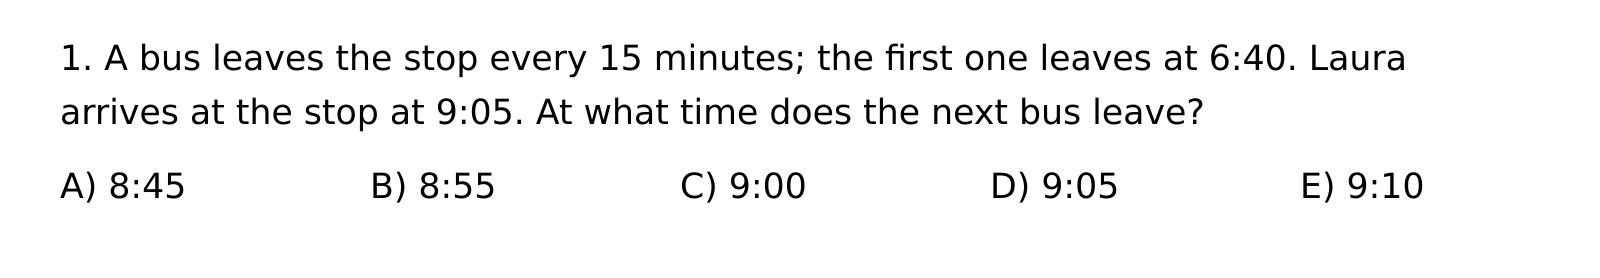 1. A bus leaves the stop every 15 minutes; the first one leaves at 6:40. Laura
arrives at the stop at 9:05. At what time does the next bus leave?
A) 8:45 B) 8:55 C) 9:00 D) 9:05 E) 9:10